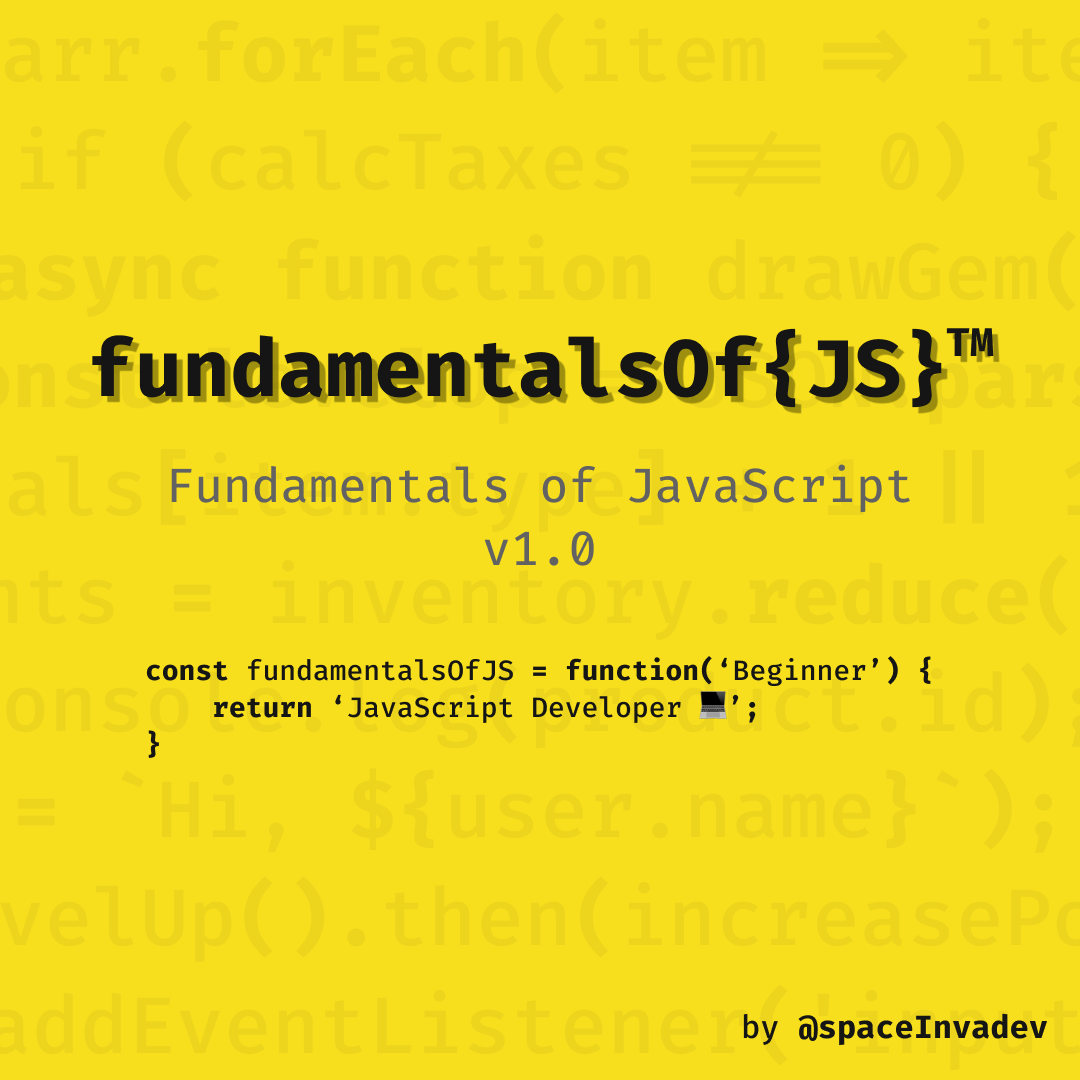 arr.forEach(item => ite
if (calcTaxes !== 0) {
async function drawGem(
fundamentalsOf{JS}™
Fundamentals of JavaScript
als[item.type]
v1.0
nts = inventory.reduce(
const fundamentalsOfJS = function(‘Beginner’) {
return ‘JavaScript Developer 💻’;
onsole.log(product.id);
}
= `Hi, ${user.name}`);
velUp().then(increasePo
addEventListener('input
by @spaceInvadev